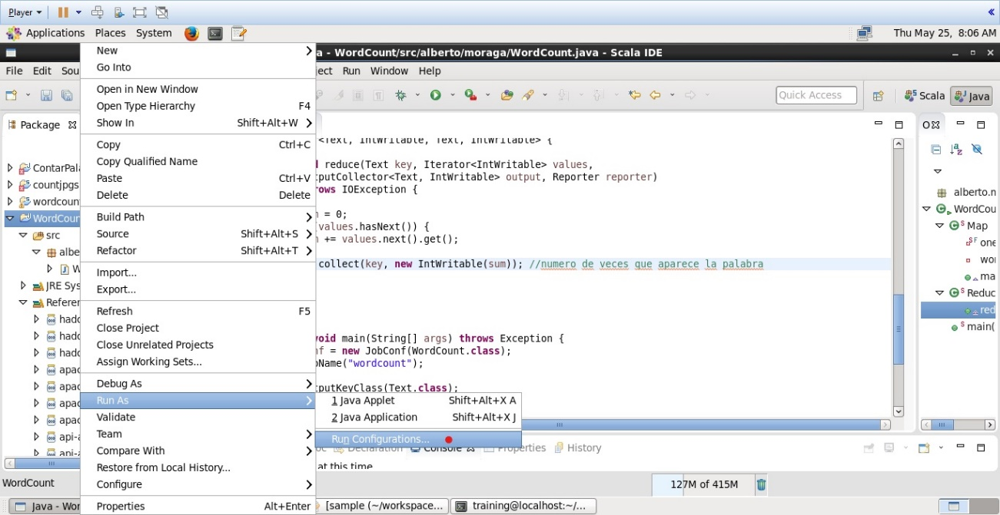 Player
Applications Places System Thu May 25, 8:06 AM
a - WordCount/src/alberto/moraga/WordCount.java - Scala IDE
File Edit Sou ect Run Window Help
Quick Access Scala Java
Package
ContarPala
countjpgs
wordcoun
WordCoun
src
albe
W
JRE Sys
Referen
hado
hado
hado
apac
apac
apac
apac
api-a
api-a
New
Go Into
Open in New Window
Open Type Hierarchy F4
Show In Shift+Alt+W
Copy Ctrl+C
Copy Qualified Name
Paste Ctrl+V
Delete Delete
Build Path
Source Shift+Alt+S
Refactor Shift+Alt+T
Import...
Export...
Refresh F5
Close Project
Close Unrelated Projects
Assign Working Sets...
Debug As
Run As
Validate
Team
Compare With
Restore from Local History...
Configure
Properties Alt+Enter
1 Java Applet Shift+Alt+X A
2 Java Application Shift+Alt+X J
Run Configurations...
<Text, IntWritable, Text, IntWritable> {
d reduce(Text key, Iterator<IntWritable> values,
tputCollector<Text, IntWritable> output, Reporter reporter)
rows IOException {
= 0;
(values.hasNext()) {
+= values.next().get();
collect(key, new IntWritable(sum)); //numero de veces que aparece la palabra
void main(String[] args) throws Exception {
nf = new JobConf(WordCount.class);
bName("wordcount");
tputKeyClass(Text.class);
alberto.n
WordCou
Map
one
wor
ma
Reduc
red
main(
Declaration Console Properties History
at this time
WordCount 127M of 415M
Java - Wor [sample (~/workspace... training@localhost:~/...